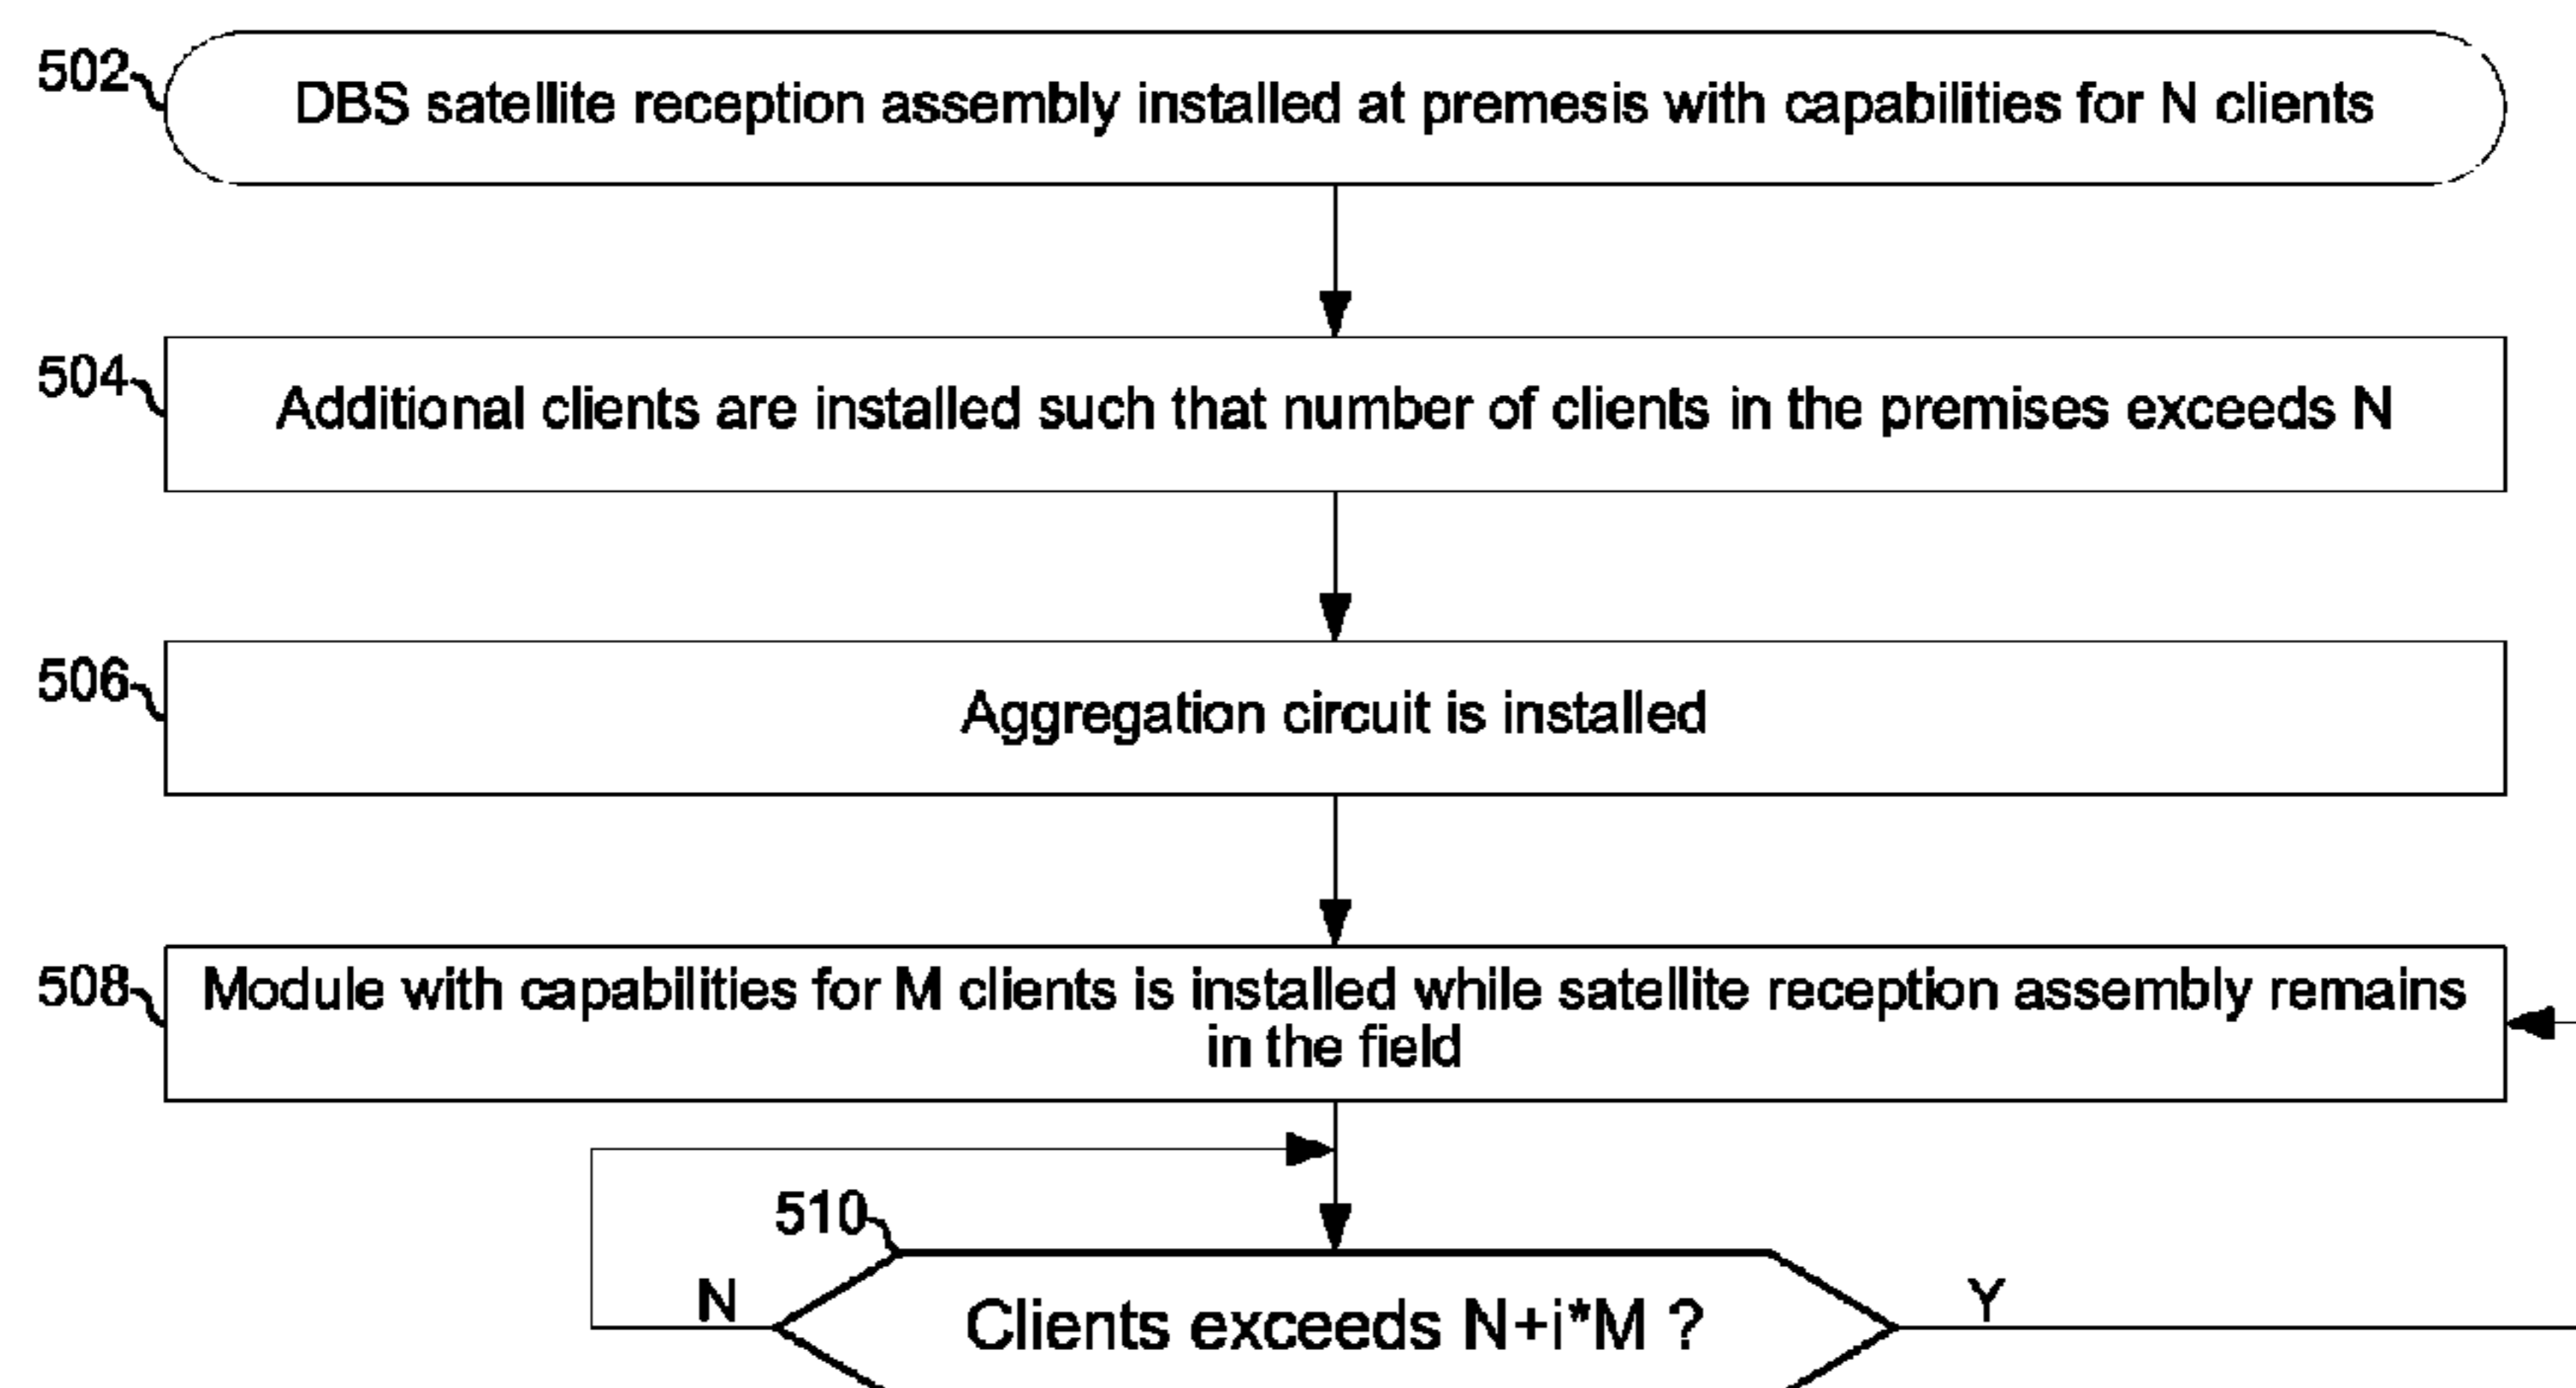 502
DBS satellite reception assembly installed at premesis with capabilities for N clients
504
Additional clients are installed such that number of clients in the premises exceeds N
506
Aggregation circuit is installed
508
Module with capabilities for M clients is installed while satellite reception assembly remains
in the field
510
N
Clients exceeds N+i*M ?
Y